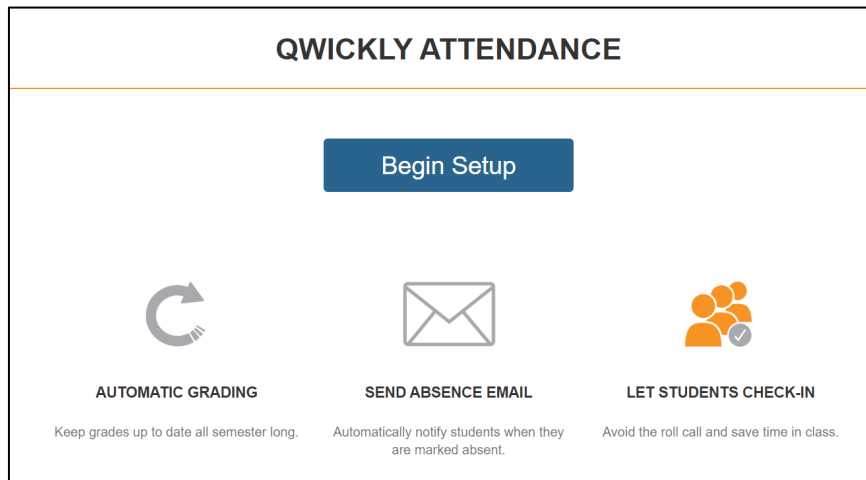 QWICKLY ATTENDANCE
Begin Setup
AUTOMATIC GRADING
Keep grades up to date all semester long.
SEND ABSENCE EMAIL
Automatically notify students when they
are marked absent.
LET STUDENTS CHECK-IN
Avoid the roll call and save time in class.